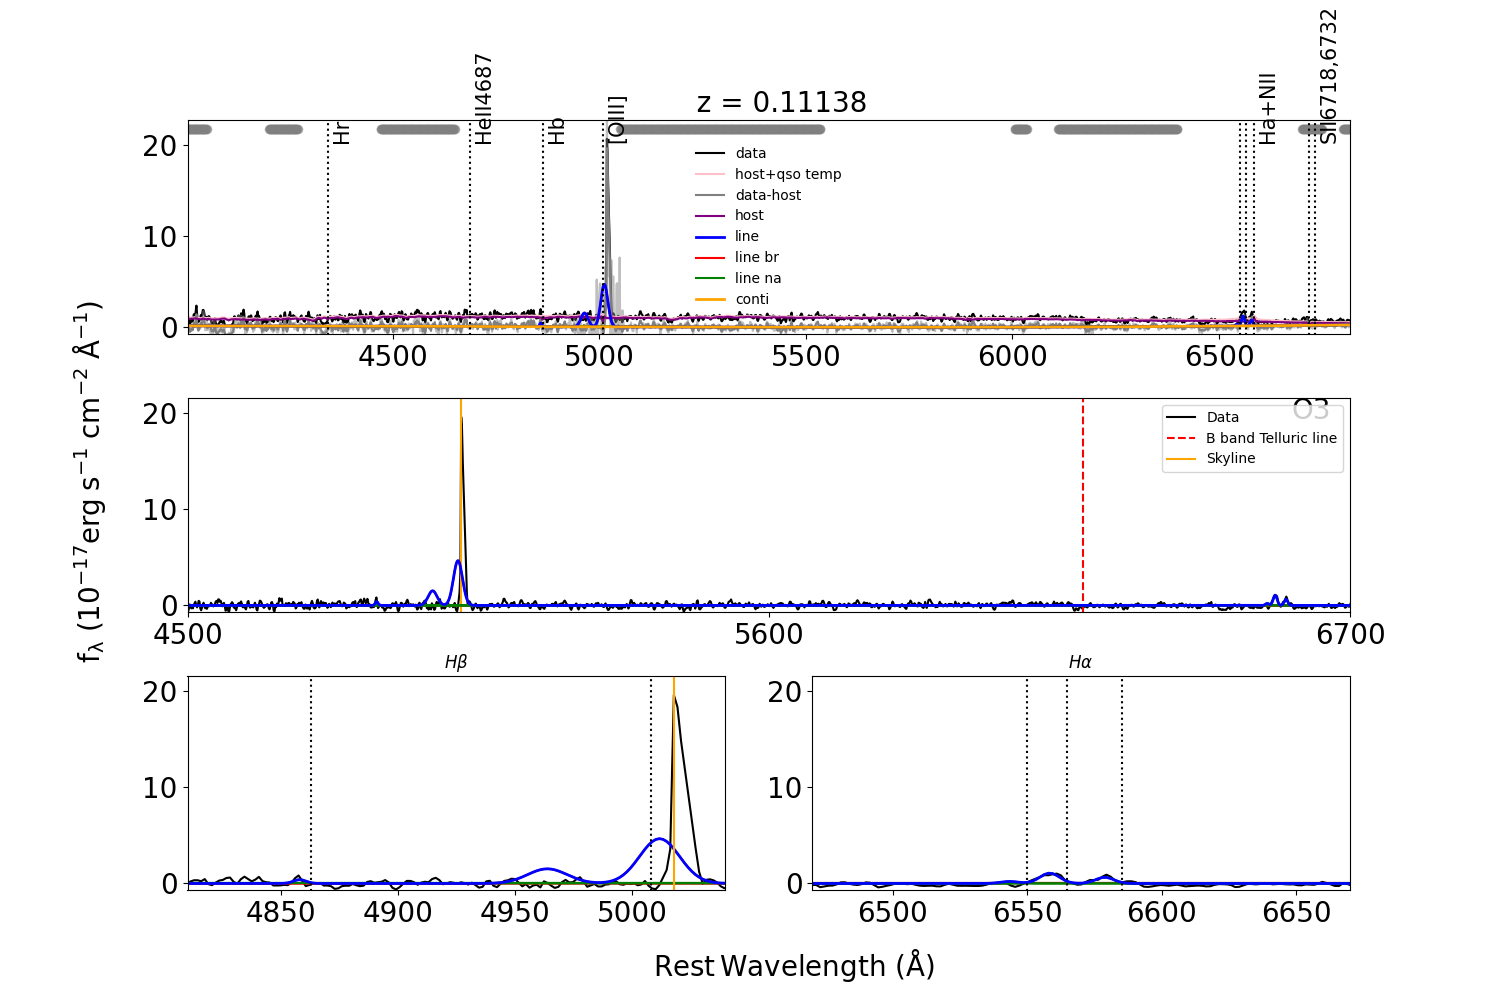 z = 0.11138
Hr
HeII4687
Hb
[OIII]
Ha+NII
SII6718,6732
data
host+qso temp
data-host
host
line
line br
line na
conti
20
10
0
4500 5000 5500 6000 6500
O3
Data
B band Telluric line
Skyline
20
10
0
4500 5600 6700
fλ (10⁻¹⁷erg s⁻¹ cm⁻² Å⁻¹)
Hβ
20
10
0
4850 4900 4950 5000
Hα
20
10
0
6500 6550 6600 6650
Rest Wavelength (Å)